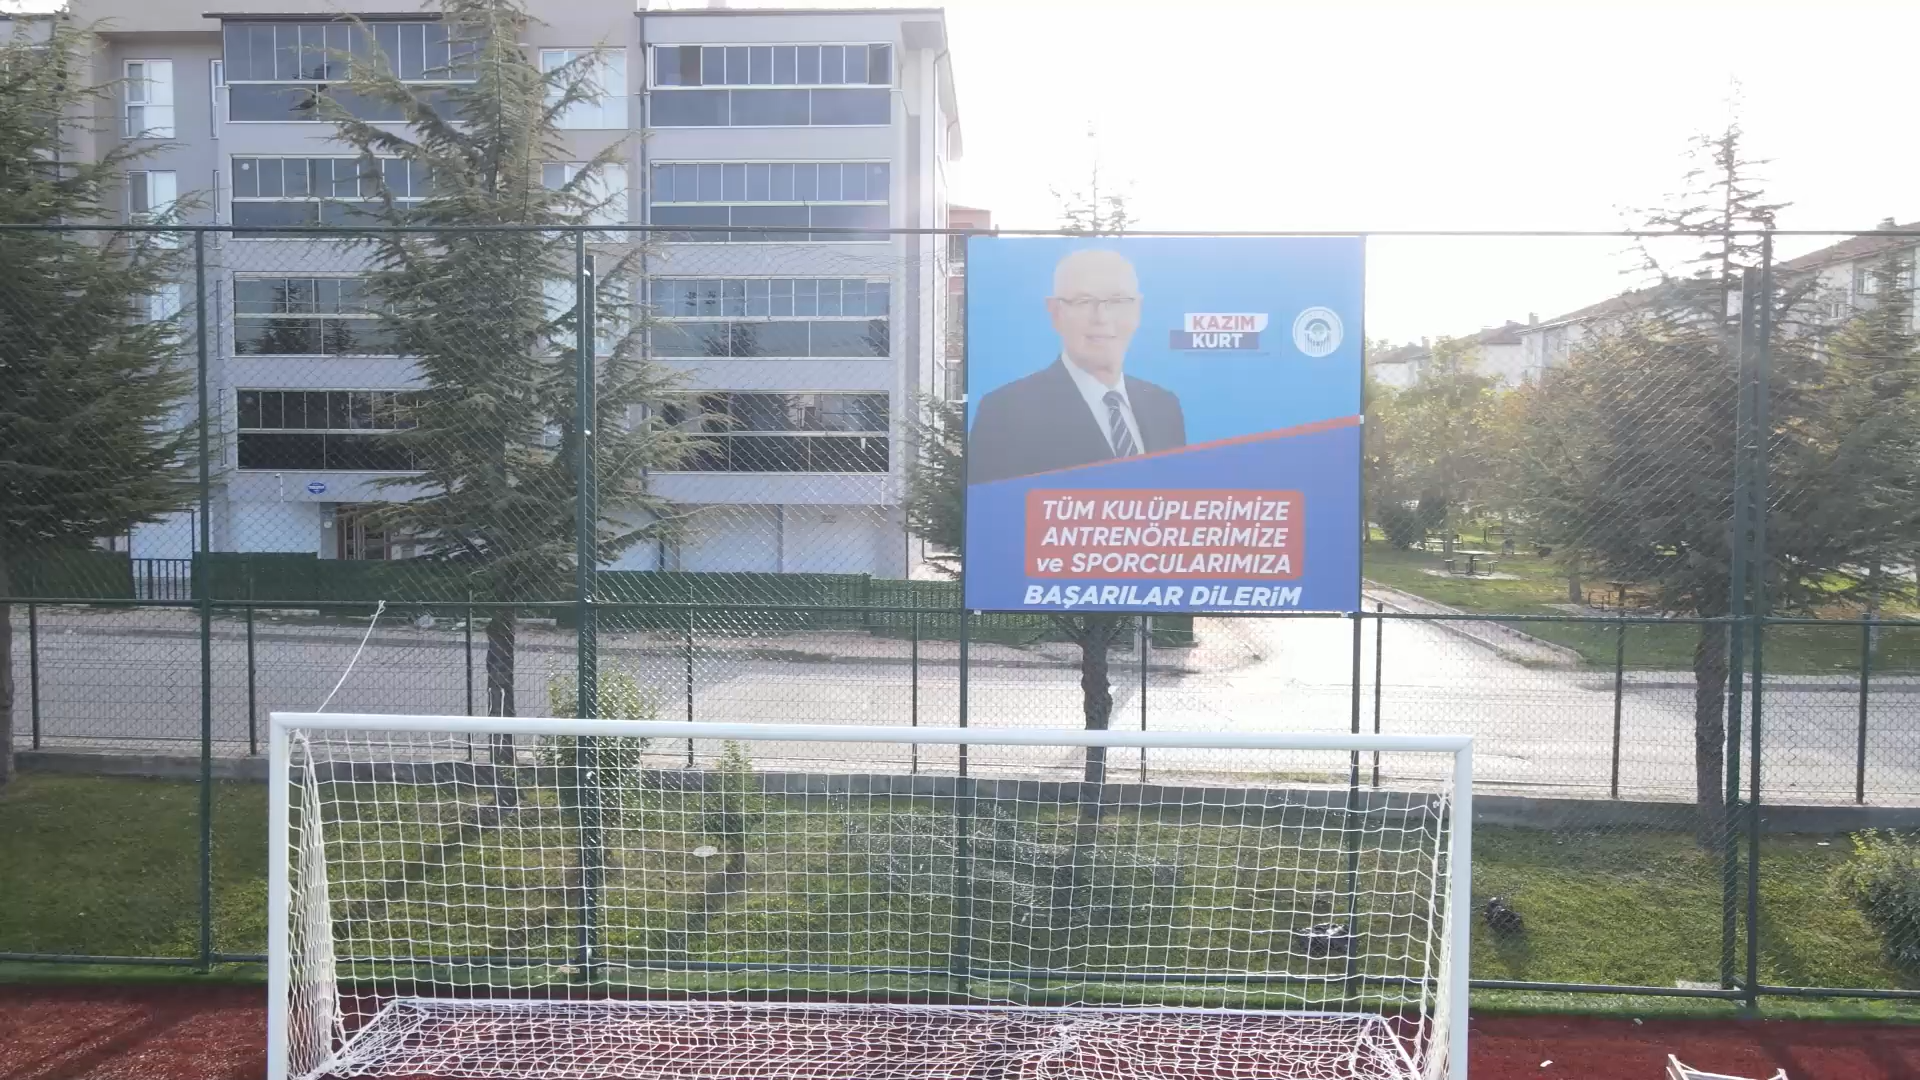 KAZIM
KURT
TÜM KULÜPLERİMİZE
ANTRENÖRLERİMİZE
ve SPORCULARIMIZA
BAŞARILAR DİLERİM